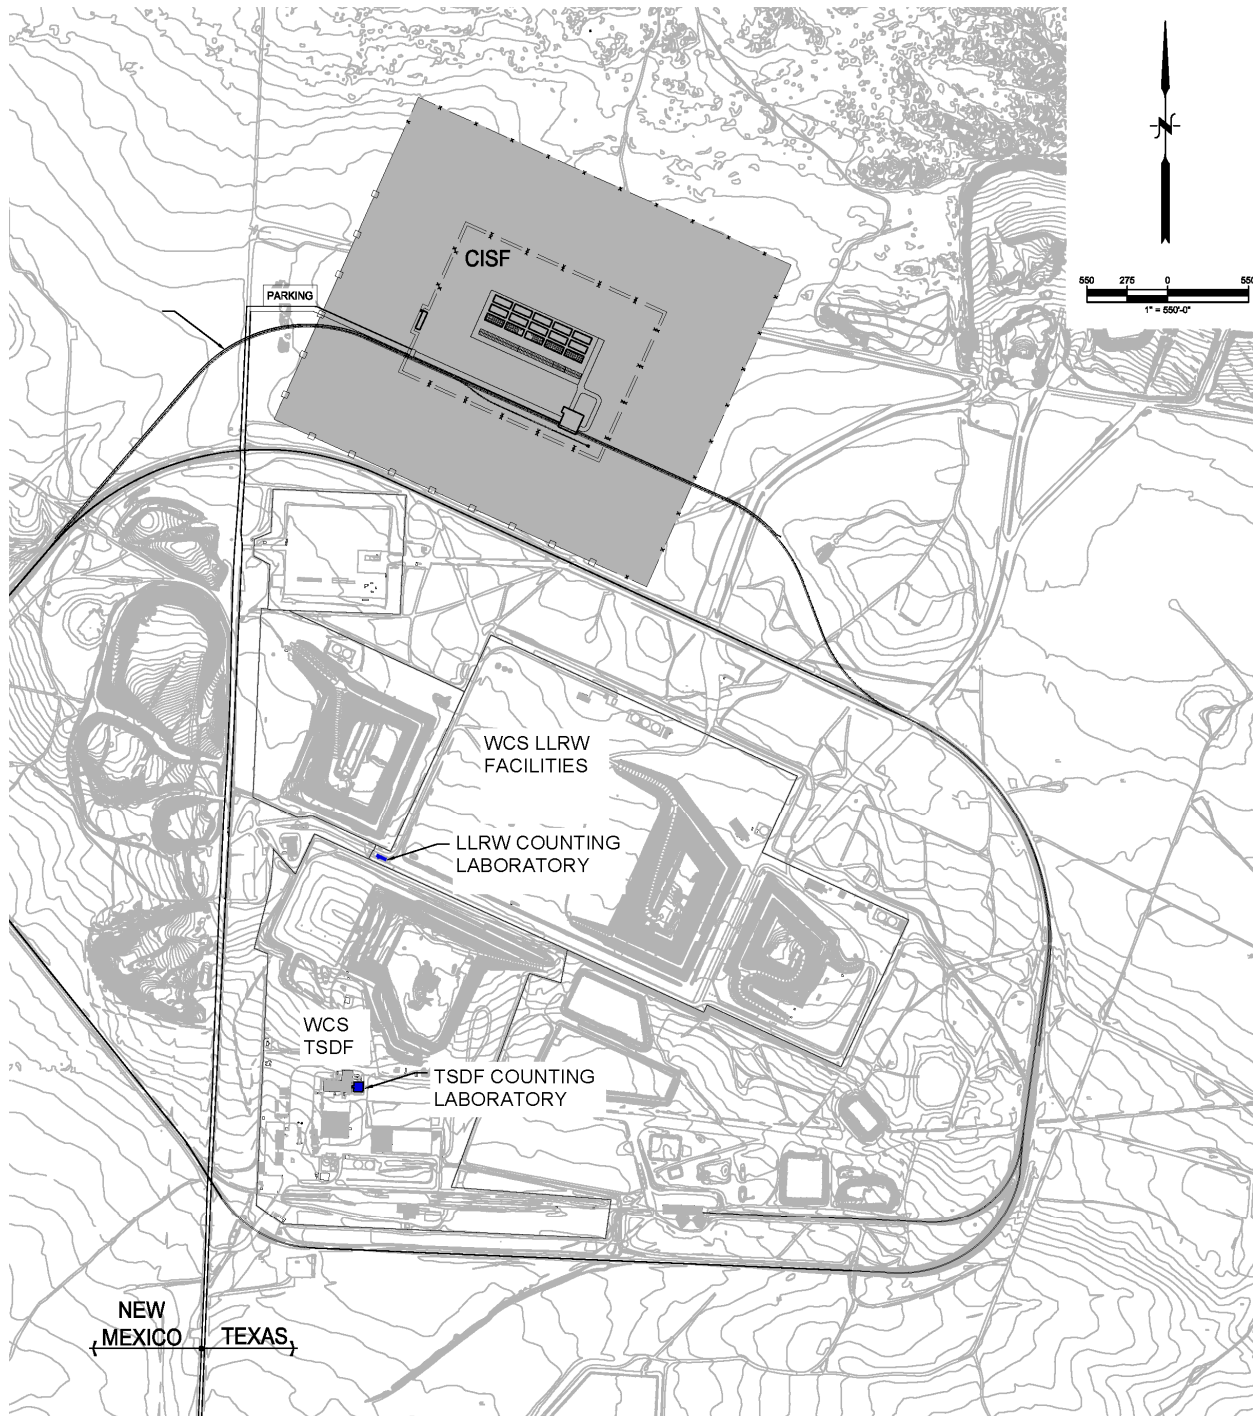 N
CISF
PARKING
550 275 0 550
1" = 550'-0"
WCS LLRW
FACILITIES
LLRW COUNTING
LABORATORY
WCS
TSDF
TSDF COUNTING
LABORATORY
NEW
MEXICO
TEXAS